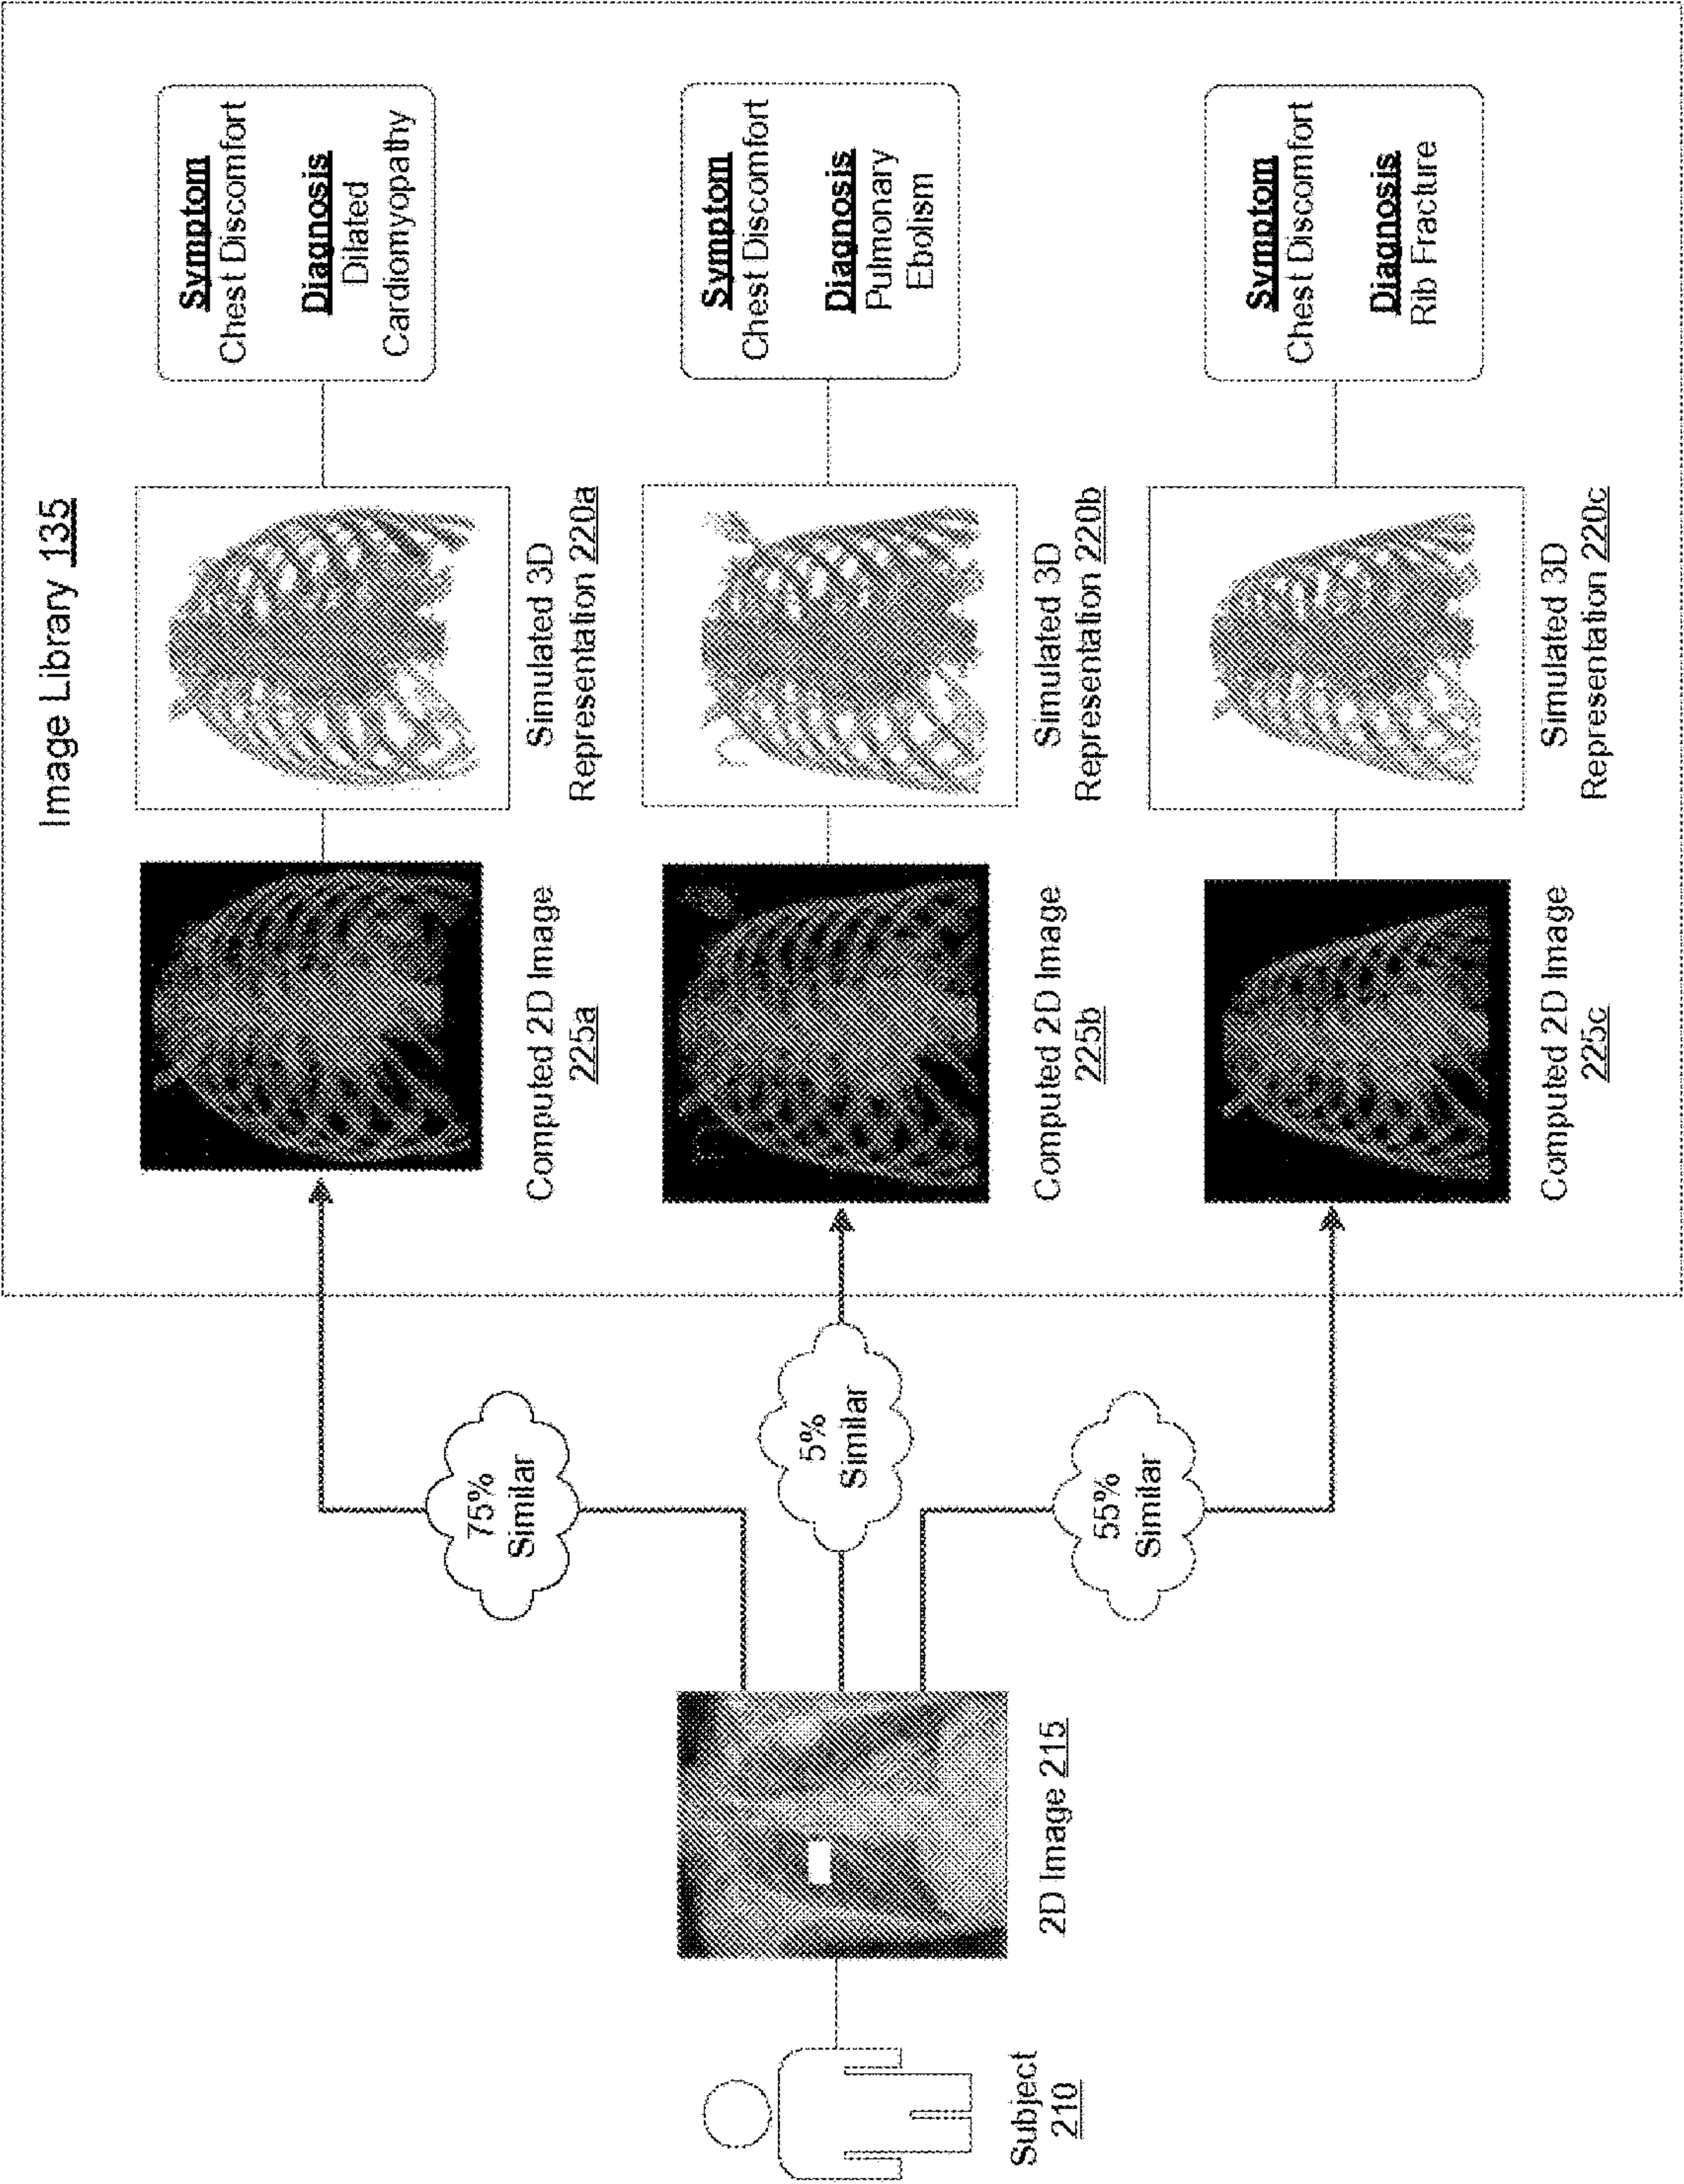 Image Library 135
Subject
210
2D Image 215
75%
Similar
5%
Similar
55%
Similar
Computed 2D Image
225a
Simulated 3D
Representation 220a
Symptom
Chest Discomfort
Diagnosis
Dilated
Cardiomyopathy
Computed 2D Image
225b
Simulated 3D
Representation 220b
Symptom
Chest Discomfort
Diagnosis
Pulmonary
Ebolism
Computed 2D Image
225c
Simulated 3D
Representation 220c
Symptom
Chest Discomfort
Diagnosis
Rib Fracture